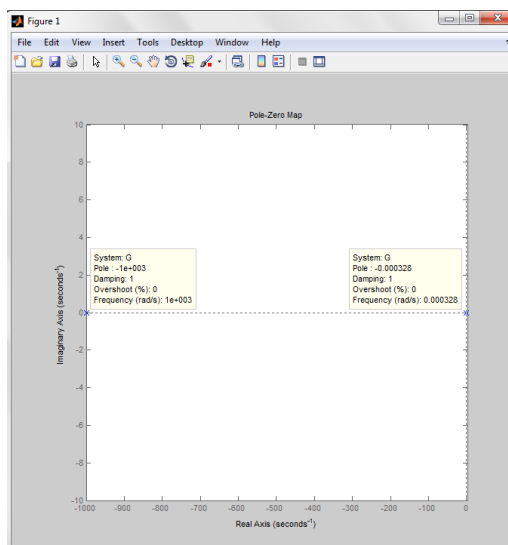 Figure 1
File Edit View Insert Tools Desktop Window Help
Pole-Zero Map
10
8
6
4
2
0
-2
-4
-6
-8
-10
Imaginary Axis (seconds⁻¹)
System: G
Pole : -1e+003
Damping: 1
Overshoot (%): 0
Frequency (rad/s): 1e+003
System: G
Pole : -0.000328
Damping: 1
Overshoot (%): 0
Frequency (rad/s): 0.000328
-1000 -900 -800 -700 -600 -500 -400 -300 -200 -100 0
Real Axis (seconds⁻¹)